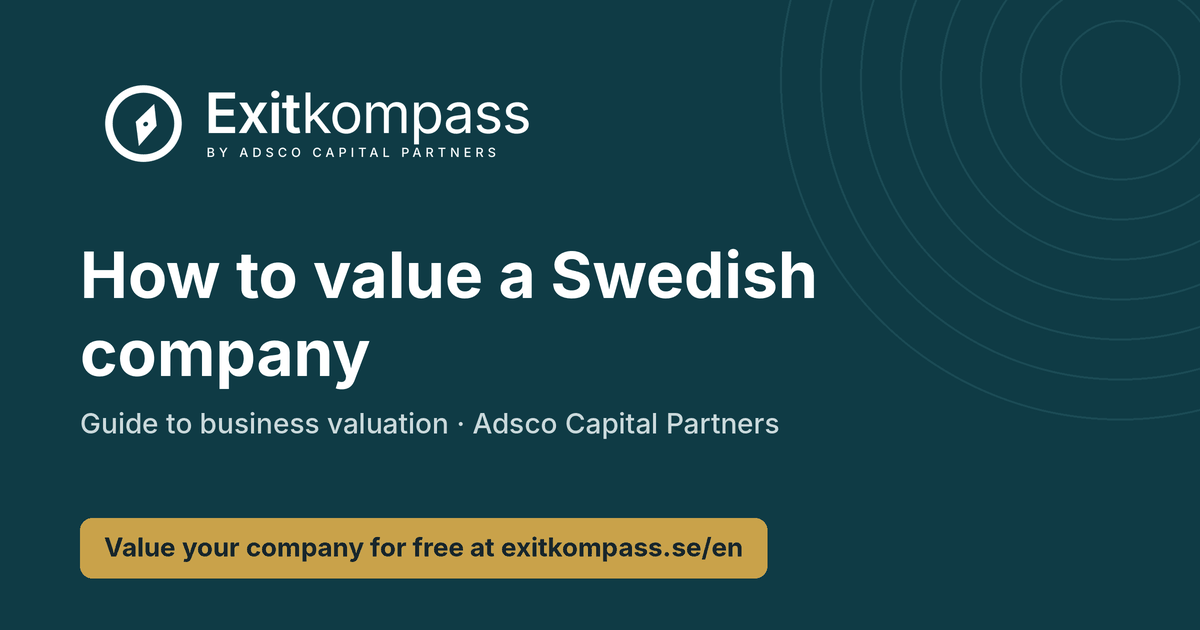 Exitkompass
BY ADSCO CAPITAL PARTNERS
How to value a Swedish
company
Guide to business valuation · Adsco Capital Partners
Value your company for free at exitkompass.se/en